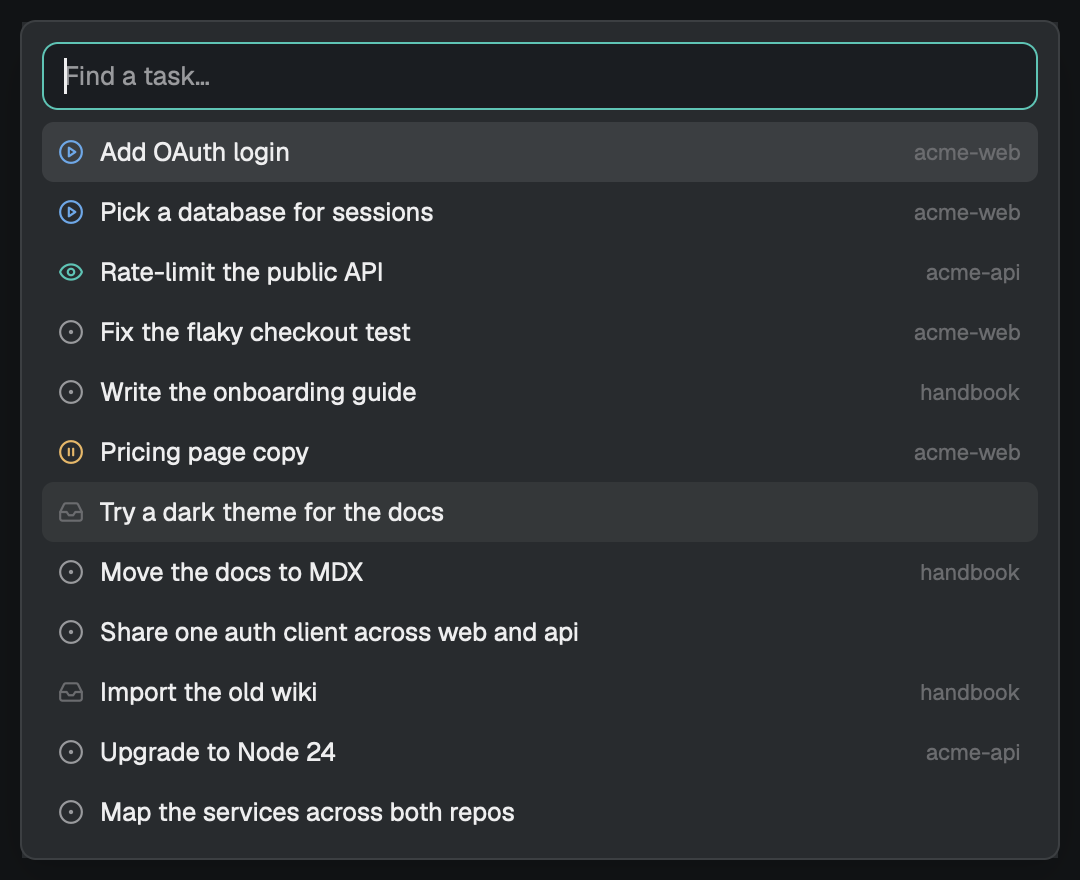 Find a task...
Add OAuth login acme-web
Pick a database for sessions acme-web
Rate-limit the public API acme-api
Fix the flaky checkout test acme-web
Write the onboarding guide handbook
Pricing page copy acme-web
Try a dark theme for the docs
Move the docs to MDX handbook
Share one auth client across web and api
Import the old wiki handbook
Upgrade to Node 24 acme-api
Map the services across both repos